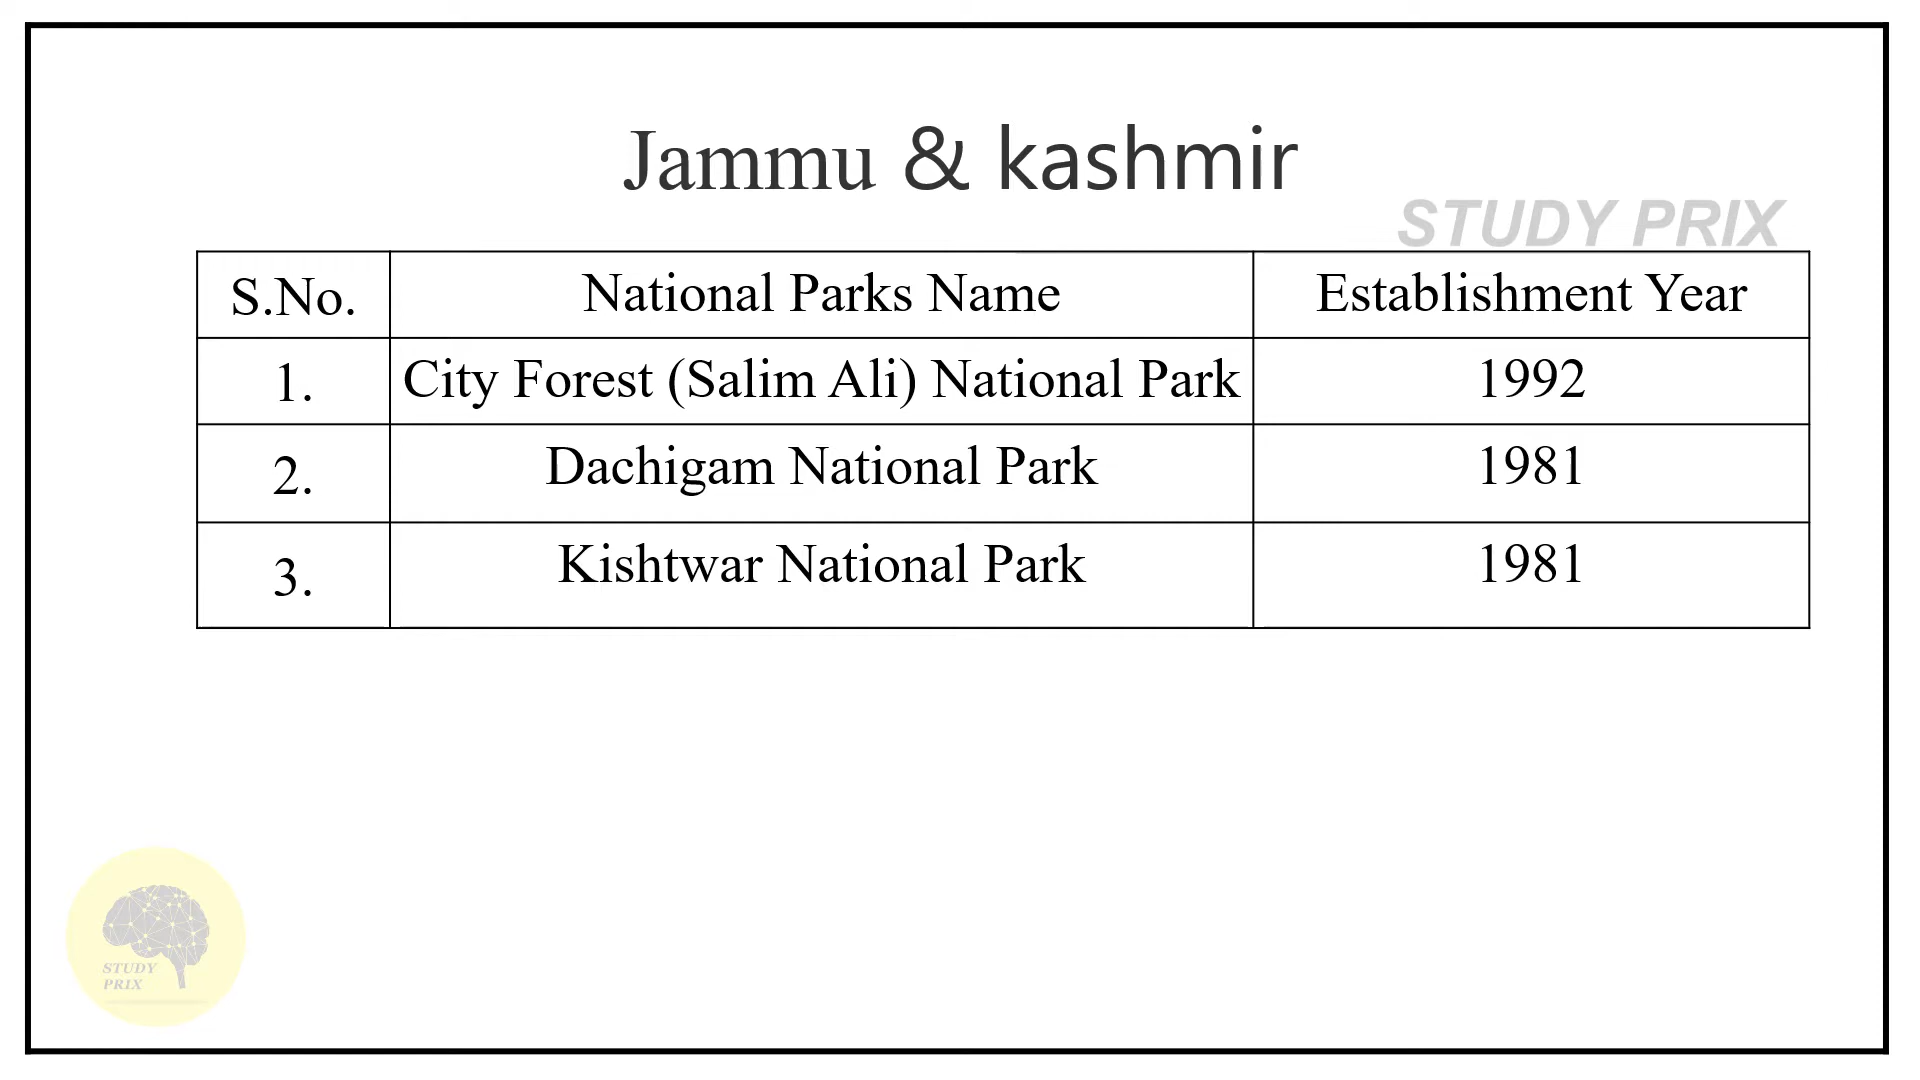 Jammu & kashmir
STUDY PRIX
S.No. National Parks Name Establishment Year
1. City Forest (Salim Ali) National Park 1992
2. Dachigam National Park 1981
3. Kishtwar National Park 1981
STUDY
PRIX